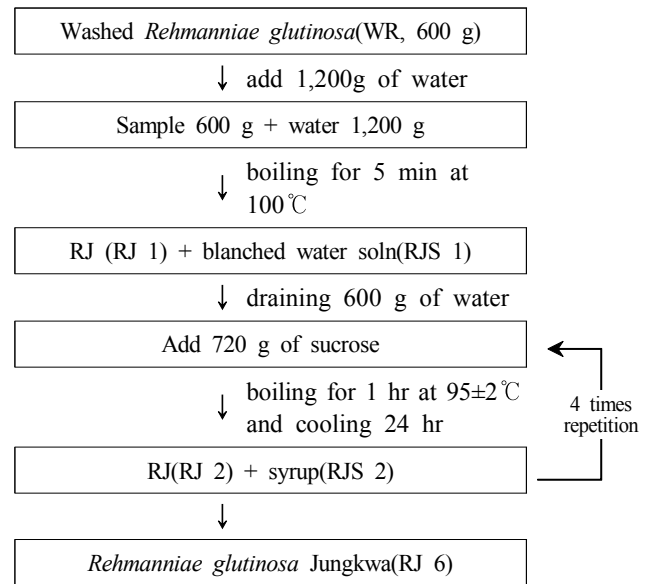 Washed Rehmanniae glutinosa(WR, 600 g)
↓ add 1,200g of water
Sample 600 g + water 1,200 g
↓ boiling for 5 min at
100℃
RJ (RJ 1) + blanched water soln(RJS 1)
↓ draining 600 g of water
Add 720 g of sucrose
↓ boiling for 1 hr at 95±2℃
and cooling 24 hr
4 times
repetition
RJ(RJ 2) + syrup(RJS 2)
↓
Rehmanniae glutinosa Jungkwa(RJ 6)